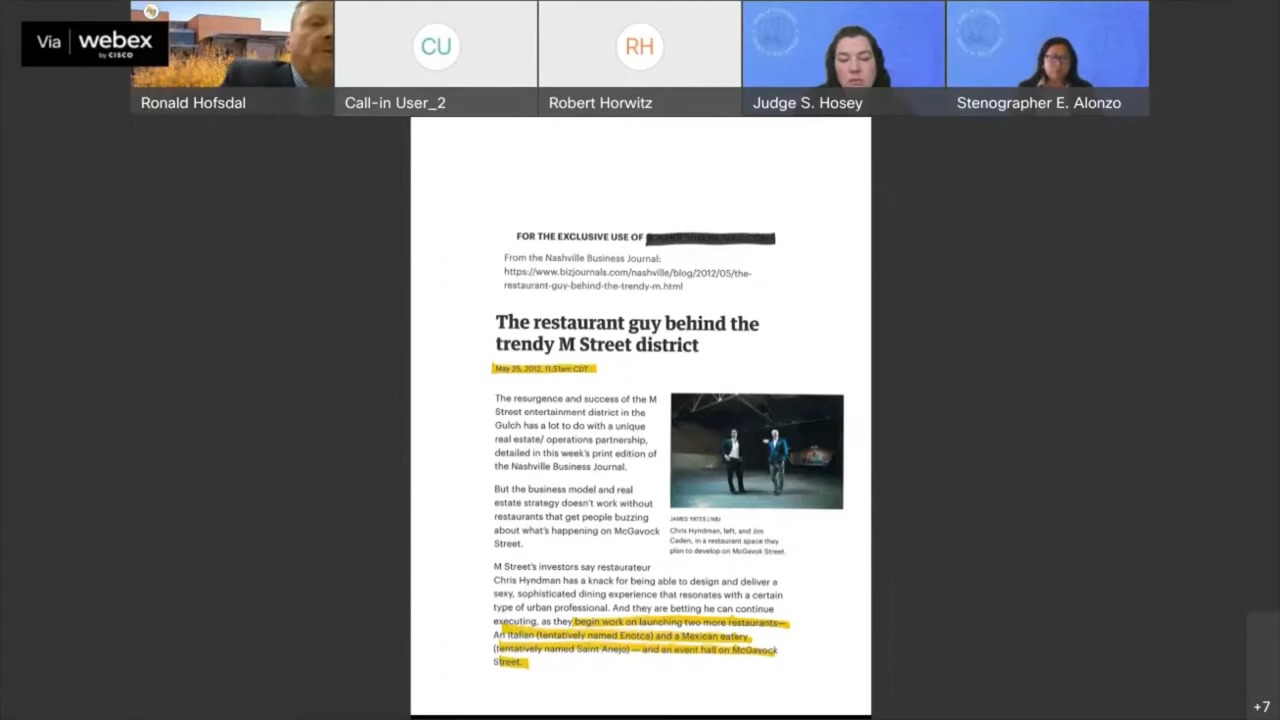 Via | webex
by CISCO
Ronald Hofsdal
CU
Call-in User_2
RH
Robert Horwitz
Judge S. Hosey
Stenographer E. Alonzo
FOR THE EXCLUSIVE USE OF
From the Nashville Business Journal:
https://www.bizjournals.com/nashville/blog/2012/05/the-
restaurant-guy-behind-the-trendy-m.html
The restaurant guy behind the
trendy M Street district
May 25, 2012, 11:51am CDT
The resurgence and success of the M
Street entertainment district in the
Gulch has a lot to do with a unique
real estate/ operations partnership,
detailed in this week's print edition of
the Nashville Business Journal.
But the business model and real
estate strategy doesn't work without
restaurants that get people buzzing
about what's happening on McGavock
Street.
JAMES YATES | NBJ
Chris Hyndman, left, and Jim
Caden, in a restaurant space they
plan to develop on McGavok Street.
M Street's investors say restaurateur
Chris Hyndman has a knack for being able to design and deliver a
sexy, sophisticated dining experience that resonates with a certain
type of urban professional. And they are betting he can continue
executing, as they begin work on launching two more restaurants—
An Italian (tentatively named Enotca) and a Mexican eatery
(tentatively named Saint Anejo) — and an event hall on McGavock
Street.
+7